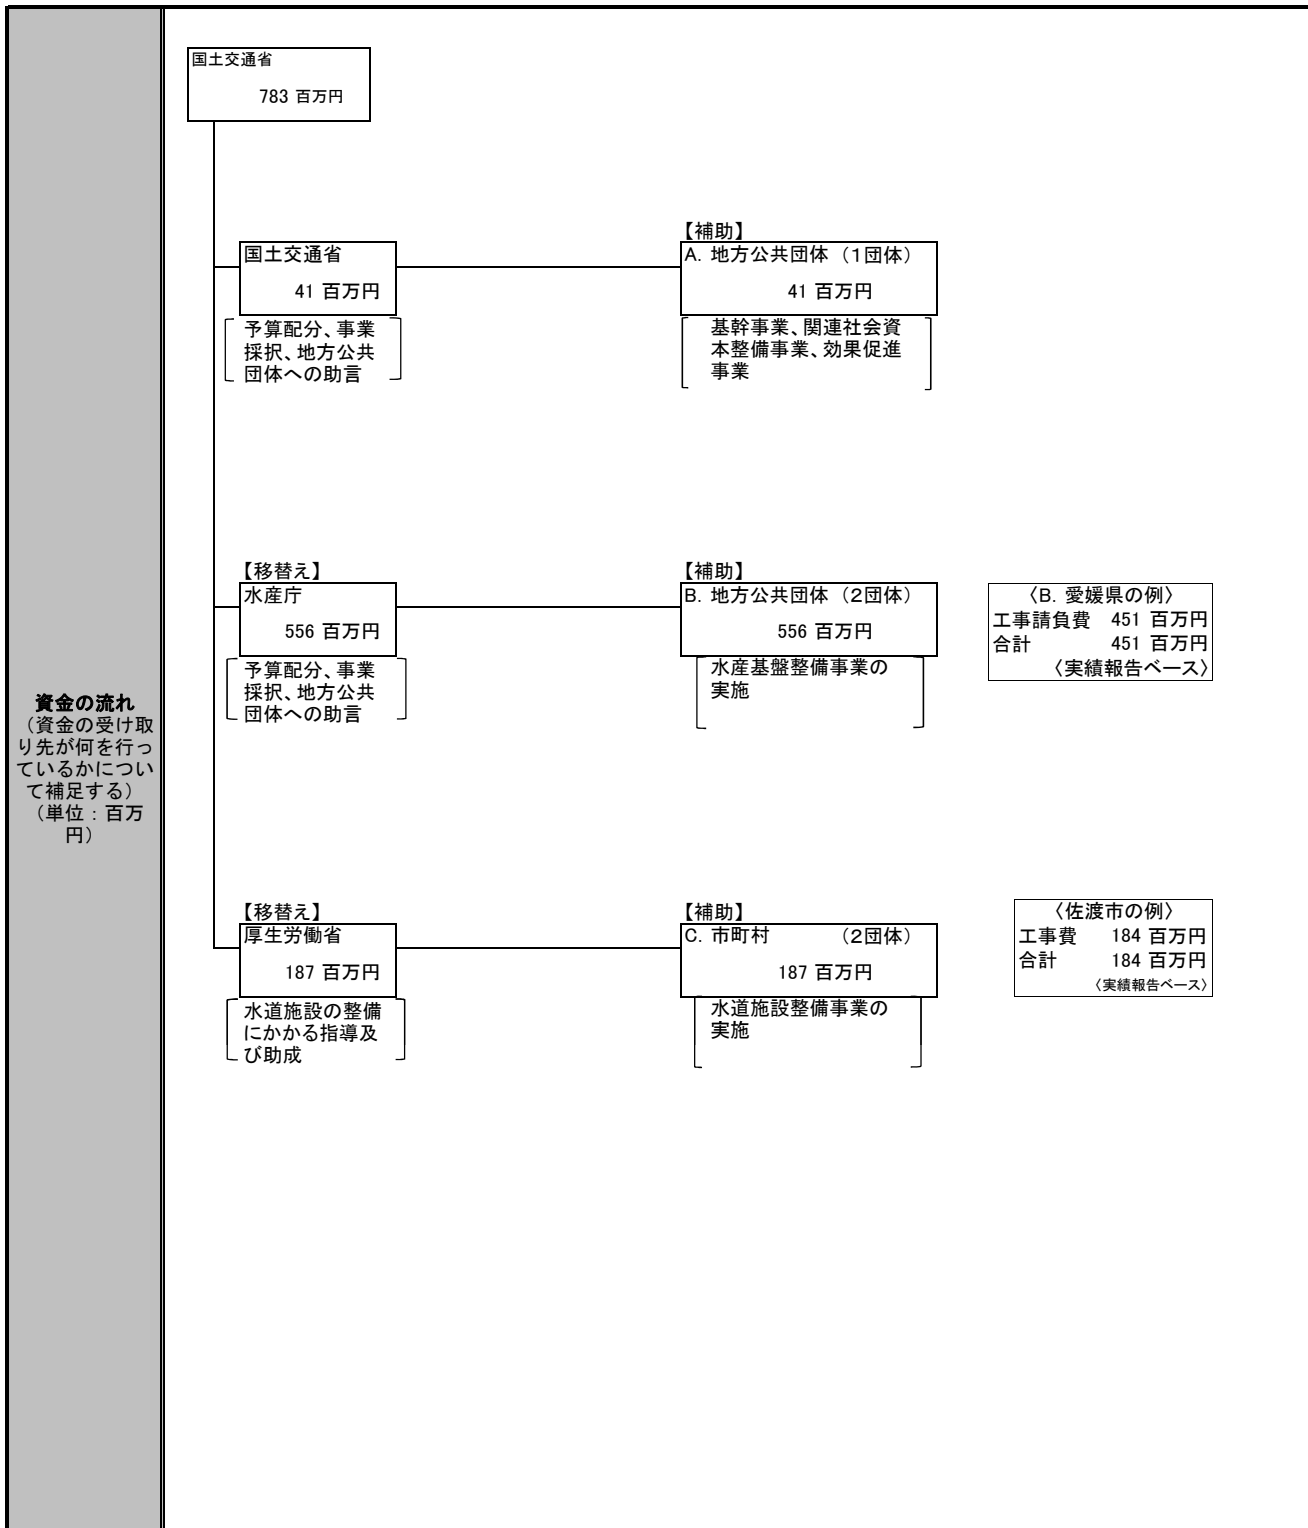 資金の流れ
（資金の受け取
り先が何を行っ
ているかについ
て補足する）
（単位：百万
円）
国土交通省
783 百万円
国土交通省
41 百万円
予算配分、事業
採択、地方公共
団体への助言
【補助】
A. 地方公共団体（1団体）
41 百万円
基幹事業、関連社会資
本整備事業、効果促進
事業
【移替え】
水産庁
556 百万円
予算配分、事業
採択、地方公共
団体への助言
【補助】
B. 地方公共団体（2団体）
556 百万円
水産基盤整備事業の
実施
〈B. 愛媛県の例〉
工事請負費 451 百万円
合計 451 百万円
〈実績報告ベース〉
【移替え】
厚生労働省
187 百万円
水道施設の整備
にかかる指導及
び助成
【補助】
C. 市町村 （2団体）
187 百万円
水道施設整備事業の
実施
〈佐渡市の例〉
工事費 184 百万円
合計 184 百万円
〈実績報告ベース〉